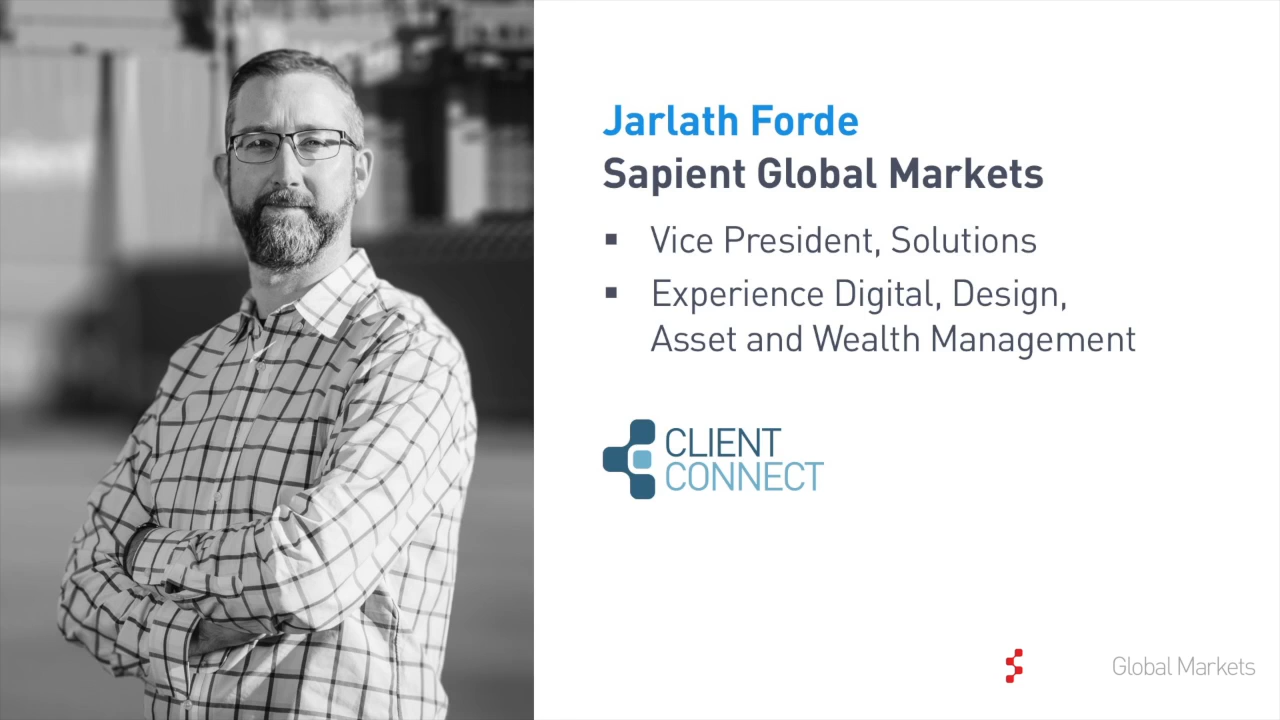 Jarlath Forde
Sapient Global Markets
▪ Vice President, Solutions
▪ Experience Digital, Design,
Asset and Wealth Management
CLIENT
CONNECT
Global Markets